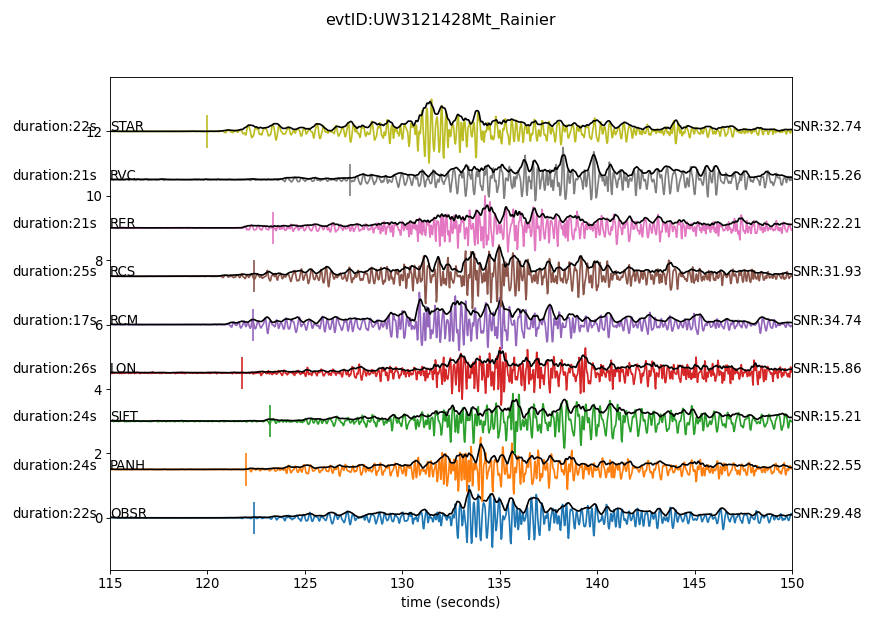 evtID:UW3121428Mt_Rainier
duration:22s 12 STAR SNR:32.74
duration:21s RVC SNR:15.26
10
duration:21s RER SNR:22.21
8
duration:25s RCS SNR:31.93
duration:17s 6 RCM SNR:34.74
duration:26s LON SNR:15.86
4
duration:24s SIFT SNR:15.21
2
duration:24s PANH SNR:22.55
duration:22s 0 OBSR SNR:29.48
115 120 125 130 135 140 145 150
time (seconds)